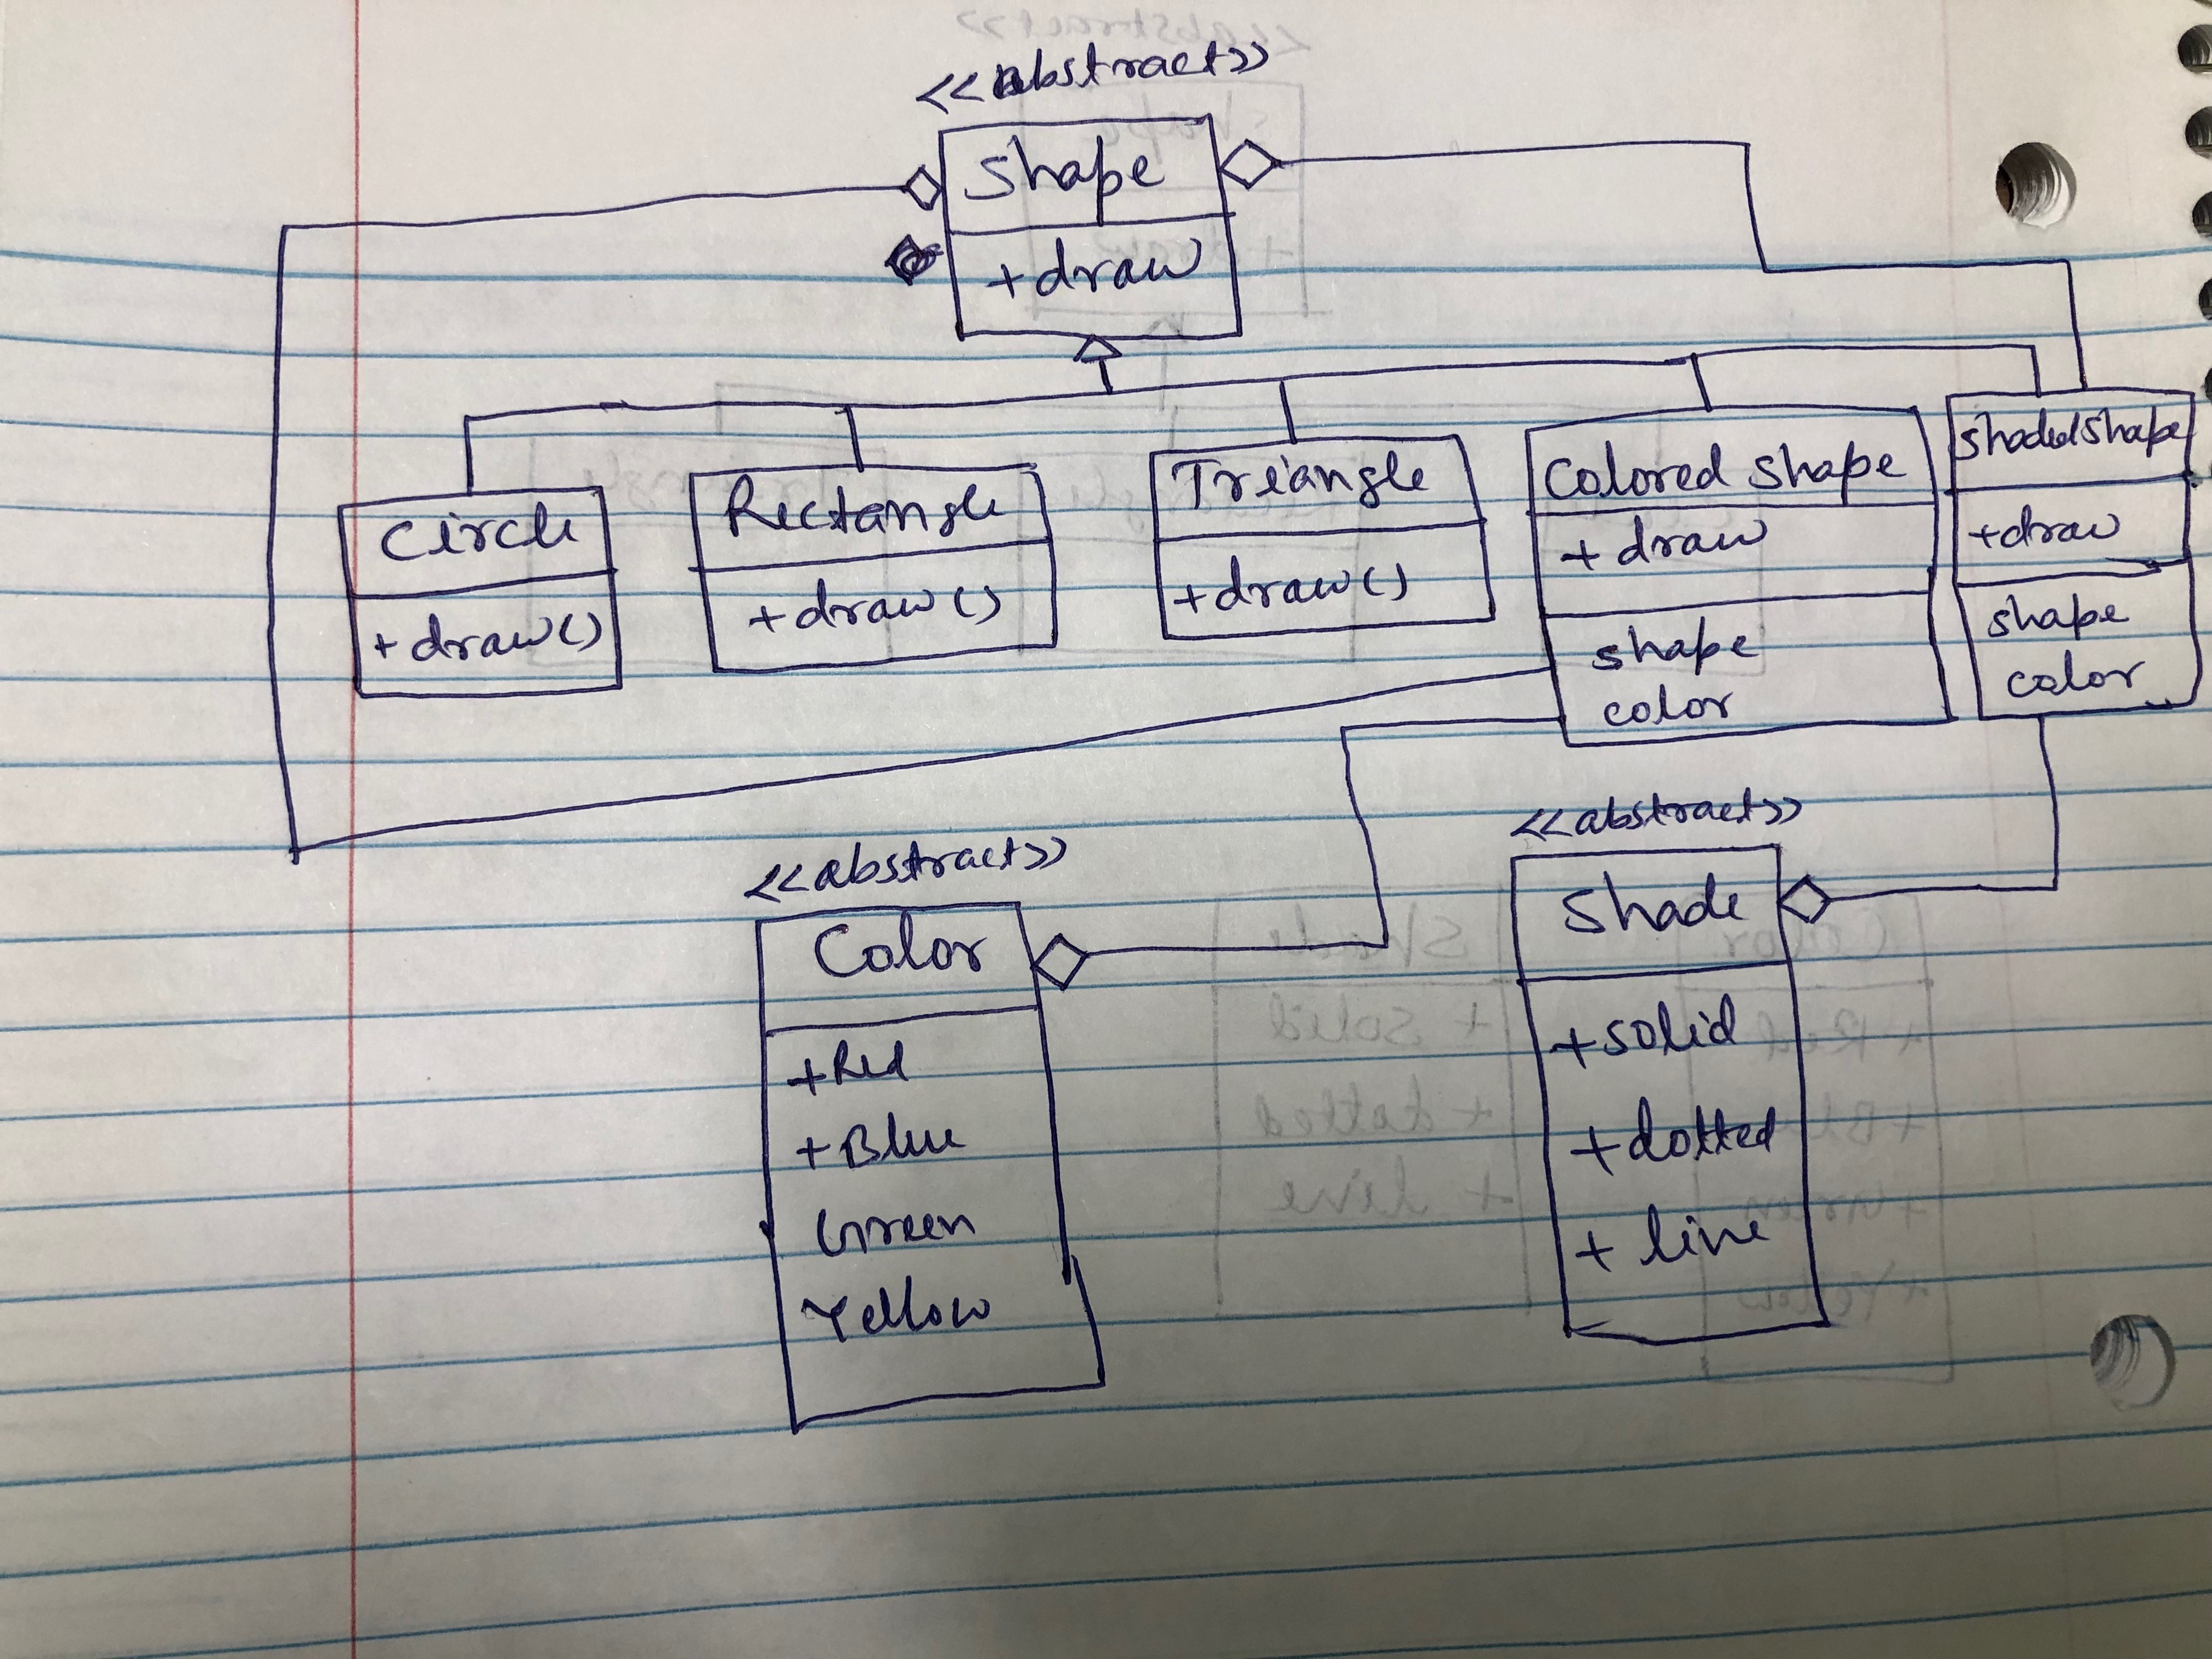 <<abstract>>
Shape
+draw
Circle
+draw()
Rectangle
+draw()
Triangle
+draw()
Colored Shape
+ draw
shape
color
ShadedShape
+draw
shape
color
<<abstract>>
Color
+Red
+Blue
Green
Yellow
<<abstract>>
Shade
+solid
+dotted
+ line